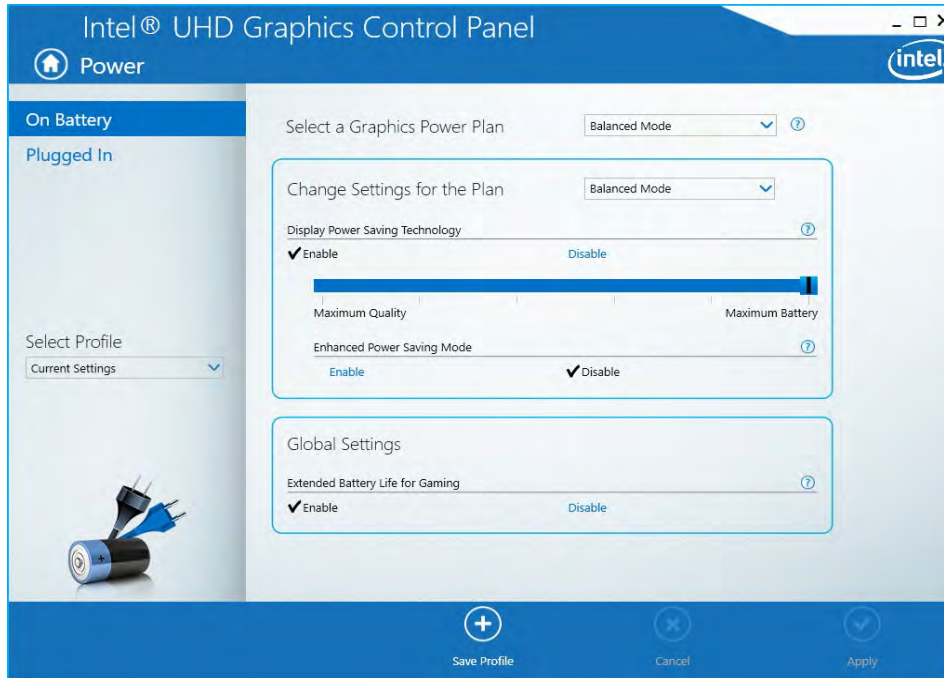 Intel® UHD Graphics Control Panel
Power
intel
On Battery
Plugged In
Select Profile
Current Settings
Select a Graphics Power Plan
Balanced Mode
Change Settings for the Plan
Balanced Mode
Display Power Saving Technology
Enable
Disable
Maximum Quality
Maximum Battery
Enhanced Power Saving Mode
Enable
Disable
Global Settings
Extended Battery Life for Gaming
Enable
Disable
Save Profile
Cancel
Apply